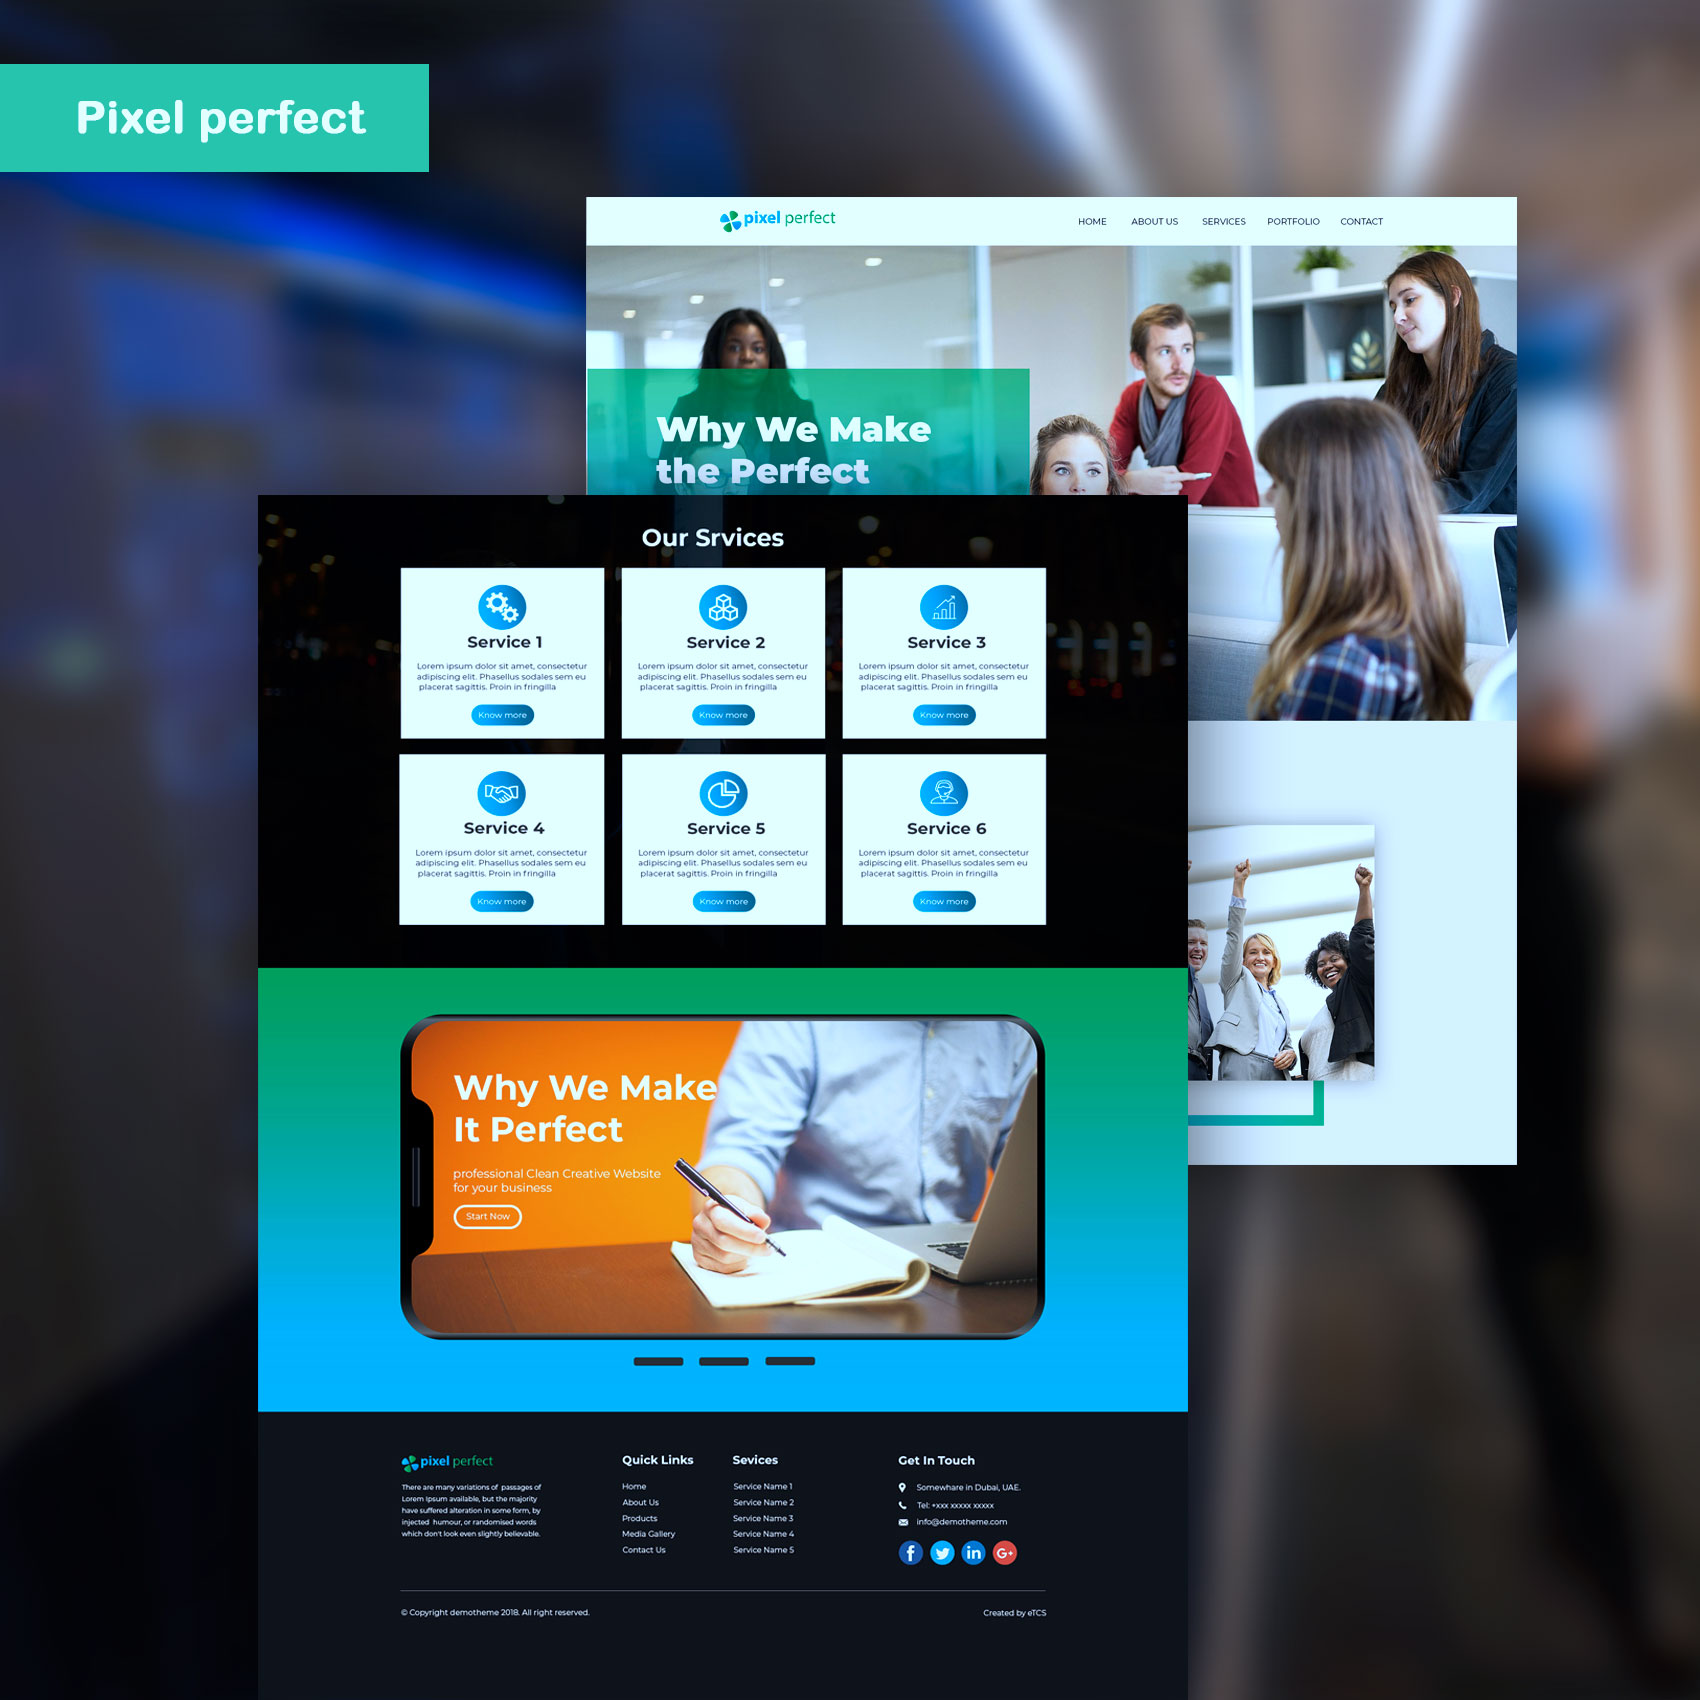 Pixel perfect
pixel perfect
HOME ABOUT US SERVICES PORTFOLIO CONTACT
Why We Make
the Perfect
Our Srvices
Service 1
Lorem ipsum dolor sit amet, consectetur
adipiscing elit. Phasellus sodales sem eu
placerat sagittis. Proin in fringilla
Know more
Service 2
Lorem ipsum dolor sit amet, consectetur
adipiscing elit. Phasellus sodales sem eu
placerat sagittis. Proin in fringilla
Know more
Service 3
Lorem ipsum dolor sit amet, consectetur
adipiscing elit. Phasellus sodales sem eu
placerat sagittis. Proin in fringilla
Know more
Service 4
Lorem ipsum dolor sit amet, consectetur
adipiscing elit. Phasellus sodales sem eu
placerat sagittis. Proin in fringilla
Know more
Service 5
Lorem ipsum dolor sit amet, consectetur
adipiscing elit. Phasellus sodales sem eu
placerat sagittis. Proin in fringilla
Know more
Service 6
Lorem ipsum dolor sit amet, consectetur
adipiscing elit. Phasellus sodales sem eu
placerat sagittis. Proin in fringilla
Know more
Why We Make
It Perfect
professional Clean Creative Website
for your business
Start Now
pixel perfect
There are many variations of passages of
Lorem Ipsum available, but the majority
have suffered alteration in some form, by
injected humour, or randomised words
which don't look even slightly believable.
Quick Links
Home
About Us
Products
Media Gallery
Contact Us
Sevices
Service Name 1
Service Name 2
Service Name 3
Service Name 4
Service Name 5
Get In Touch
Somewhare in Dubai, UAE.
Tel: +xxx xxxxx xxxxx
info@demotheme.com
f in G+
© Copyright demotheme 2018. All right reserved.
Created by eTCS